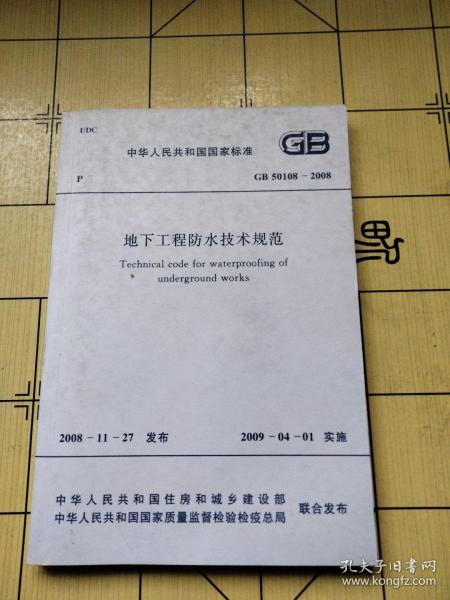 UDC
中华人民共和国国家标准
GB
P
GB 50108-2008
地下工程防水技术规范
Technical code for waterproofing of
underground works
2008-11-27 发布
2009-04-01 实施
中华人民共和国住房和城乡建设部
中华人民共和国国家质量监督检验检疫总局
联合发布
孔夫子旧书网
www.kongfz.com